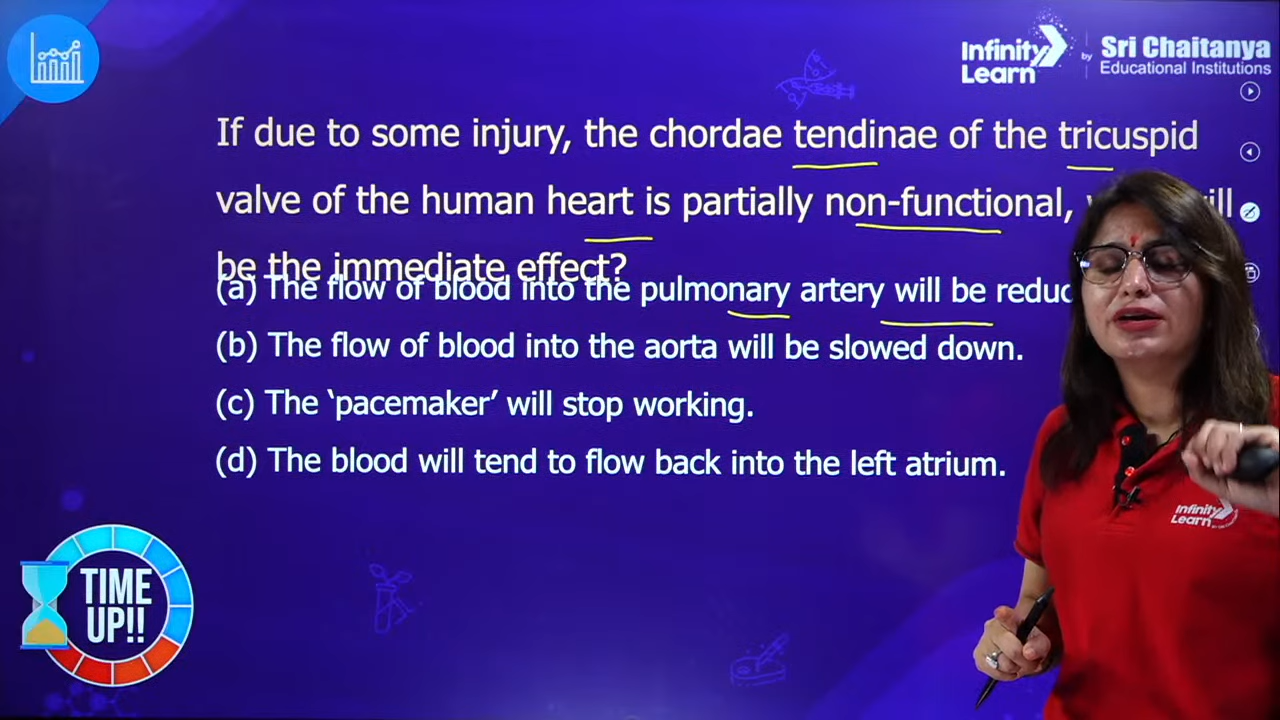 Infinity Learn by Sri Chaitanya Educational Institutions
If due to some injury, the chordae tendinae of the tricuspid
valve of the human heart is partially non-functional,
be the immediate effect?
(a) The flow of blood into the pulmonary artery will be
(b) The flow of blood into the aorta will be slowed down.
(c) The ‘pacemaker’ will stop working.
(d) The blood will tend to flow back into the left atrium.
Infinity Learn
TIME
UP!!